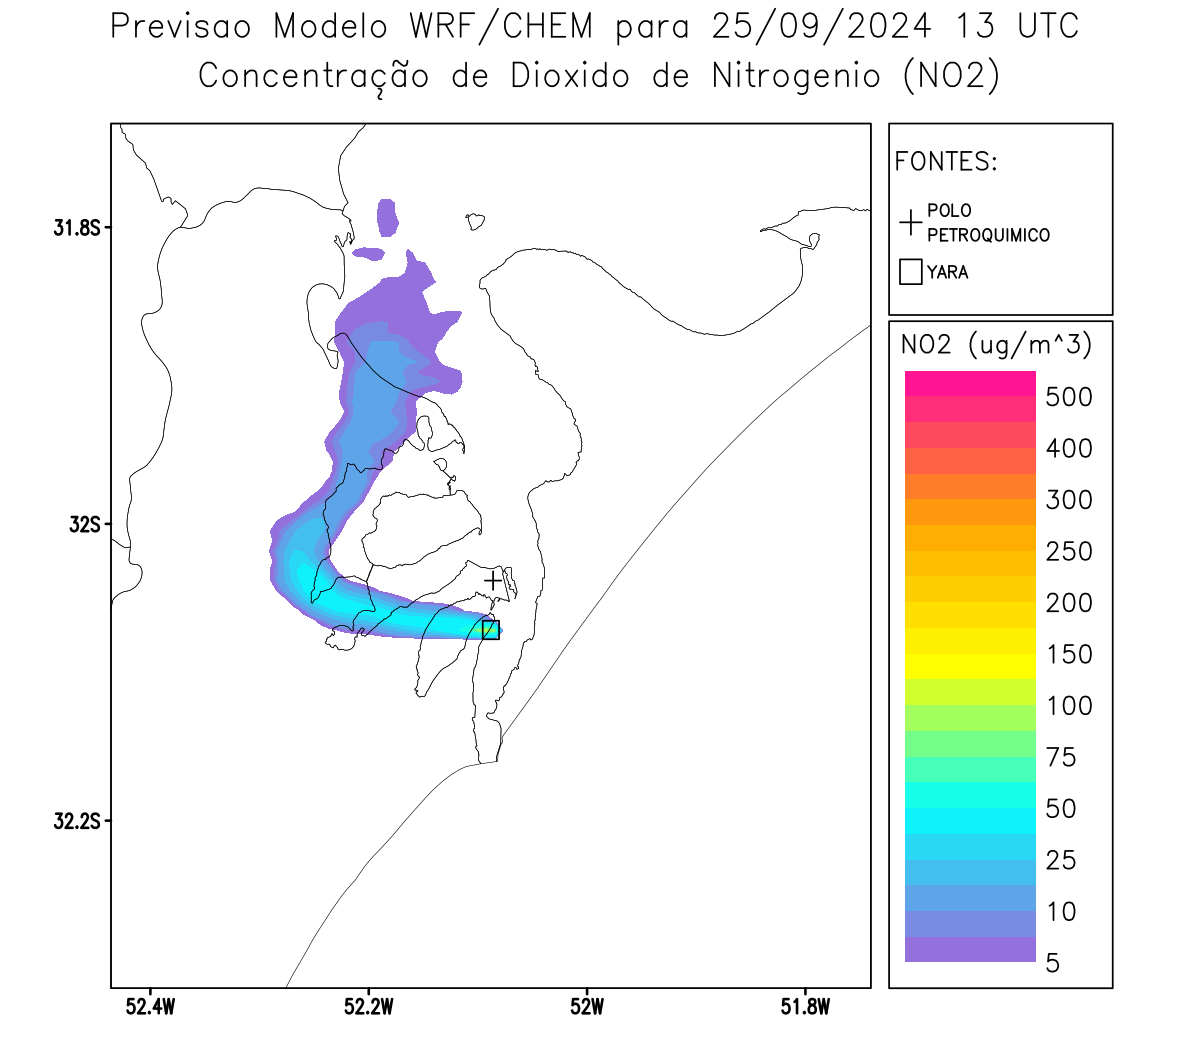 Previsao Modelo WRF/CHEM para 25/09/2024 13 UTC
Concentração de Dioxido de Nitrogenio (NO2)
FONTES:
POLO
PETROQUIMICO
YARA
NO2 (ug/m^3)
500
400
300
250
200
150
100
75
50
25
10
5
31.8S
32S
32.2S
52.4W
52.2W
52W
51.8W